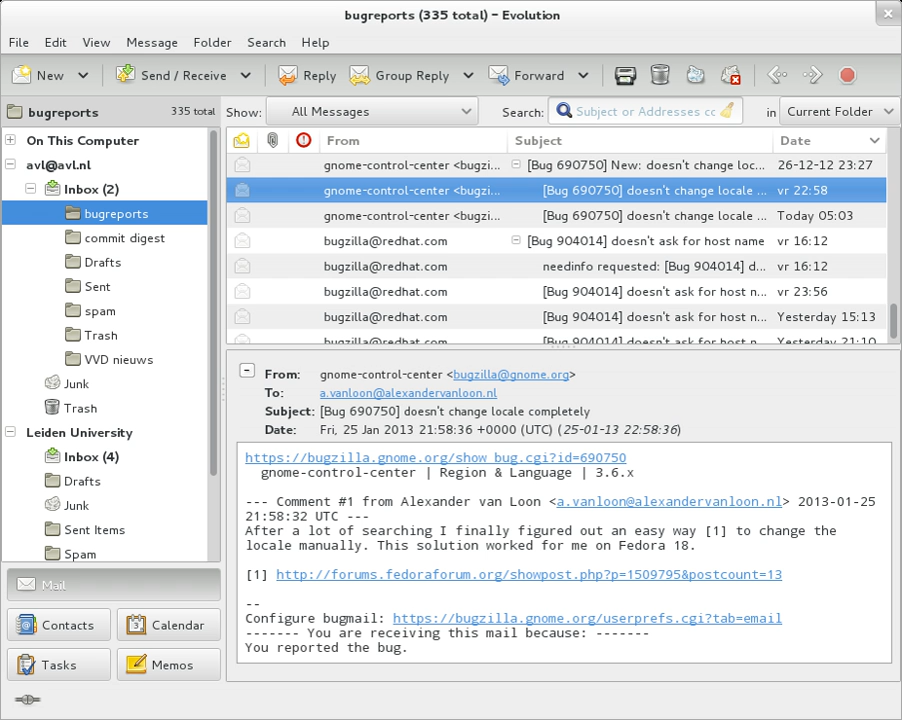 bugreports (335 total) – Evolution
File Edit View Message Folder Search Help
New Send / Receive Reply Group Reply Forward
bugreports 335 total
Show: All Messages Search: Subject or Addresses cc in Current Folder
On This Computer
avl@avl.nl
Inbox (2)
bugreports
commit digest
Drafts
Sent
spam
Trash
VVD nieuws
Junk
Trash
Leiden University
Inbox (4)
Drafts
Junk
Sent Items
Spam
Mail
Contacts Calendar
Tasks Memos
From Subject Date
gnome-control-center <bugzi... [Bug 690750] New: doesn't change loc... 26-12-12 23:27
gnome-control-center <bugzi... [Bug 690750] doesn't change locale ... vr 22:58
gnome-control-center <bugzi... [Bug 690750] doesn't change locale ... Today 05:03
bugzilla@redhat.com [Bug 904014] doesn't ask for host name vr 16:12
bugzilla@redhat.com needinfo requested: [Bug 904014] d... vr 16:12
bugzilla@redhat.com [Bug 904014] doesn't ask for host n... vr 23:56
bugzilla@redhat.com [Bug 904014] doesn't ask for host n... Yesterday 15:13
bugzilla@redhat.com [Bug 904014] doesn't ask for host n... Yesterday 21:10
From: gnome-control-center <bugzilla@gnome.org>
To: a.vanloon@alexandervanloon.nl
Subject: [Bug 690750] doesn't change locale completely
Date: Fri, 25 Jan 2013 21:58:36 +0000 (UTC) (25-01-13 22:58:36)
https://bugzilla.gnome.org/show_bug.cgi?id=690750
gnome-control-center | Region & Language | 3.6.x
--- Comment #1 from Alexander van Loon <a.vanloon@alexandervanloon.nl> 2013-01-25
21:58:32 UTC ---
After a lot of searching I finally figured out an easy way [1] to change the
locale manually. This solution worked for me on Fedora 18.
[1] http://forums.fedoraforum.org/showpost.php?p=1509795&postcount=13
--
Configure bugmail: https://bugzilla.gnome.org/userprefs.cgi?tab=email
------- You are receiving this mail because: -------
You reported the bug.